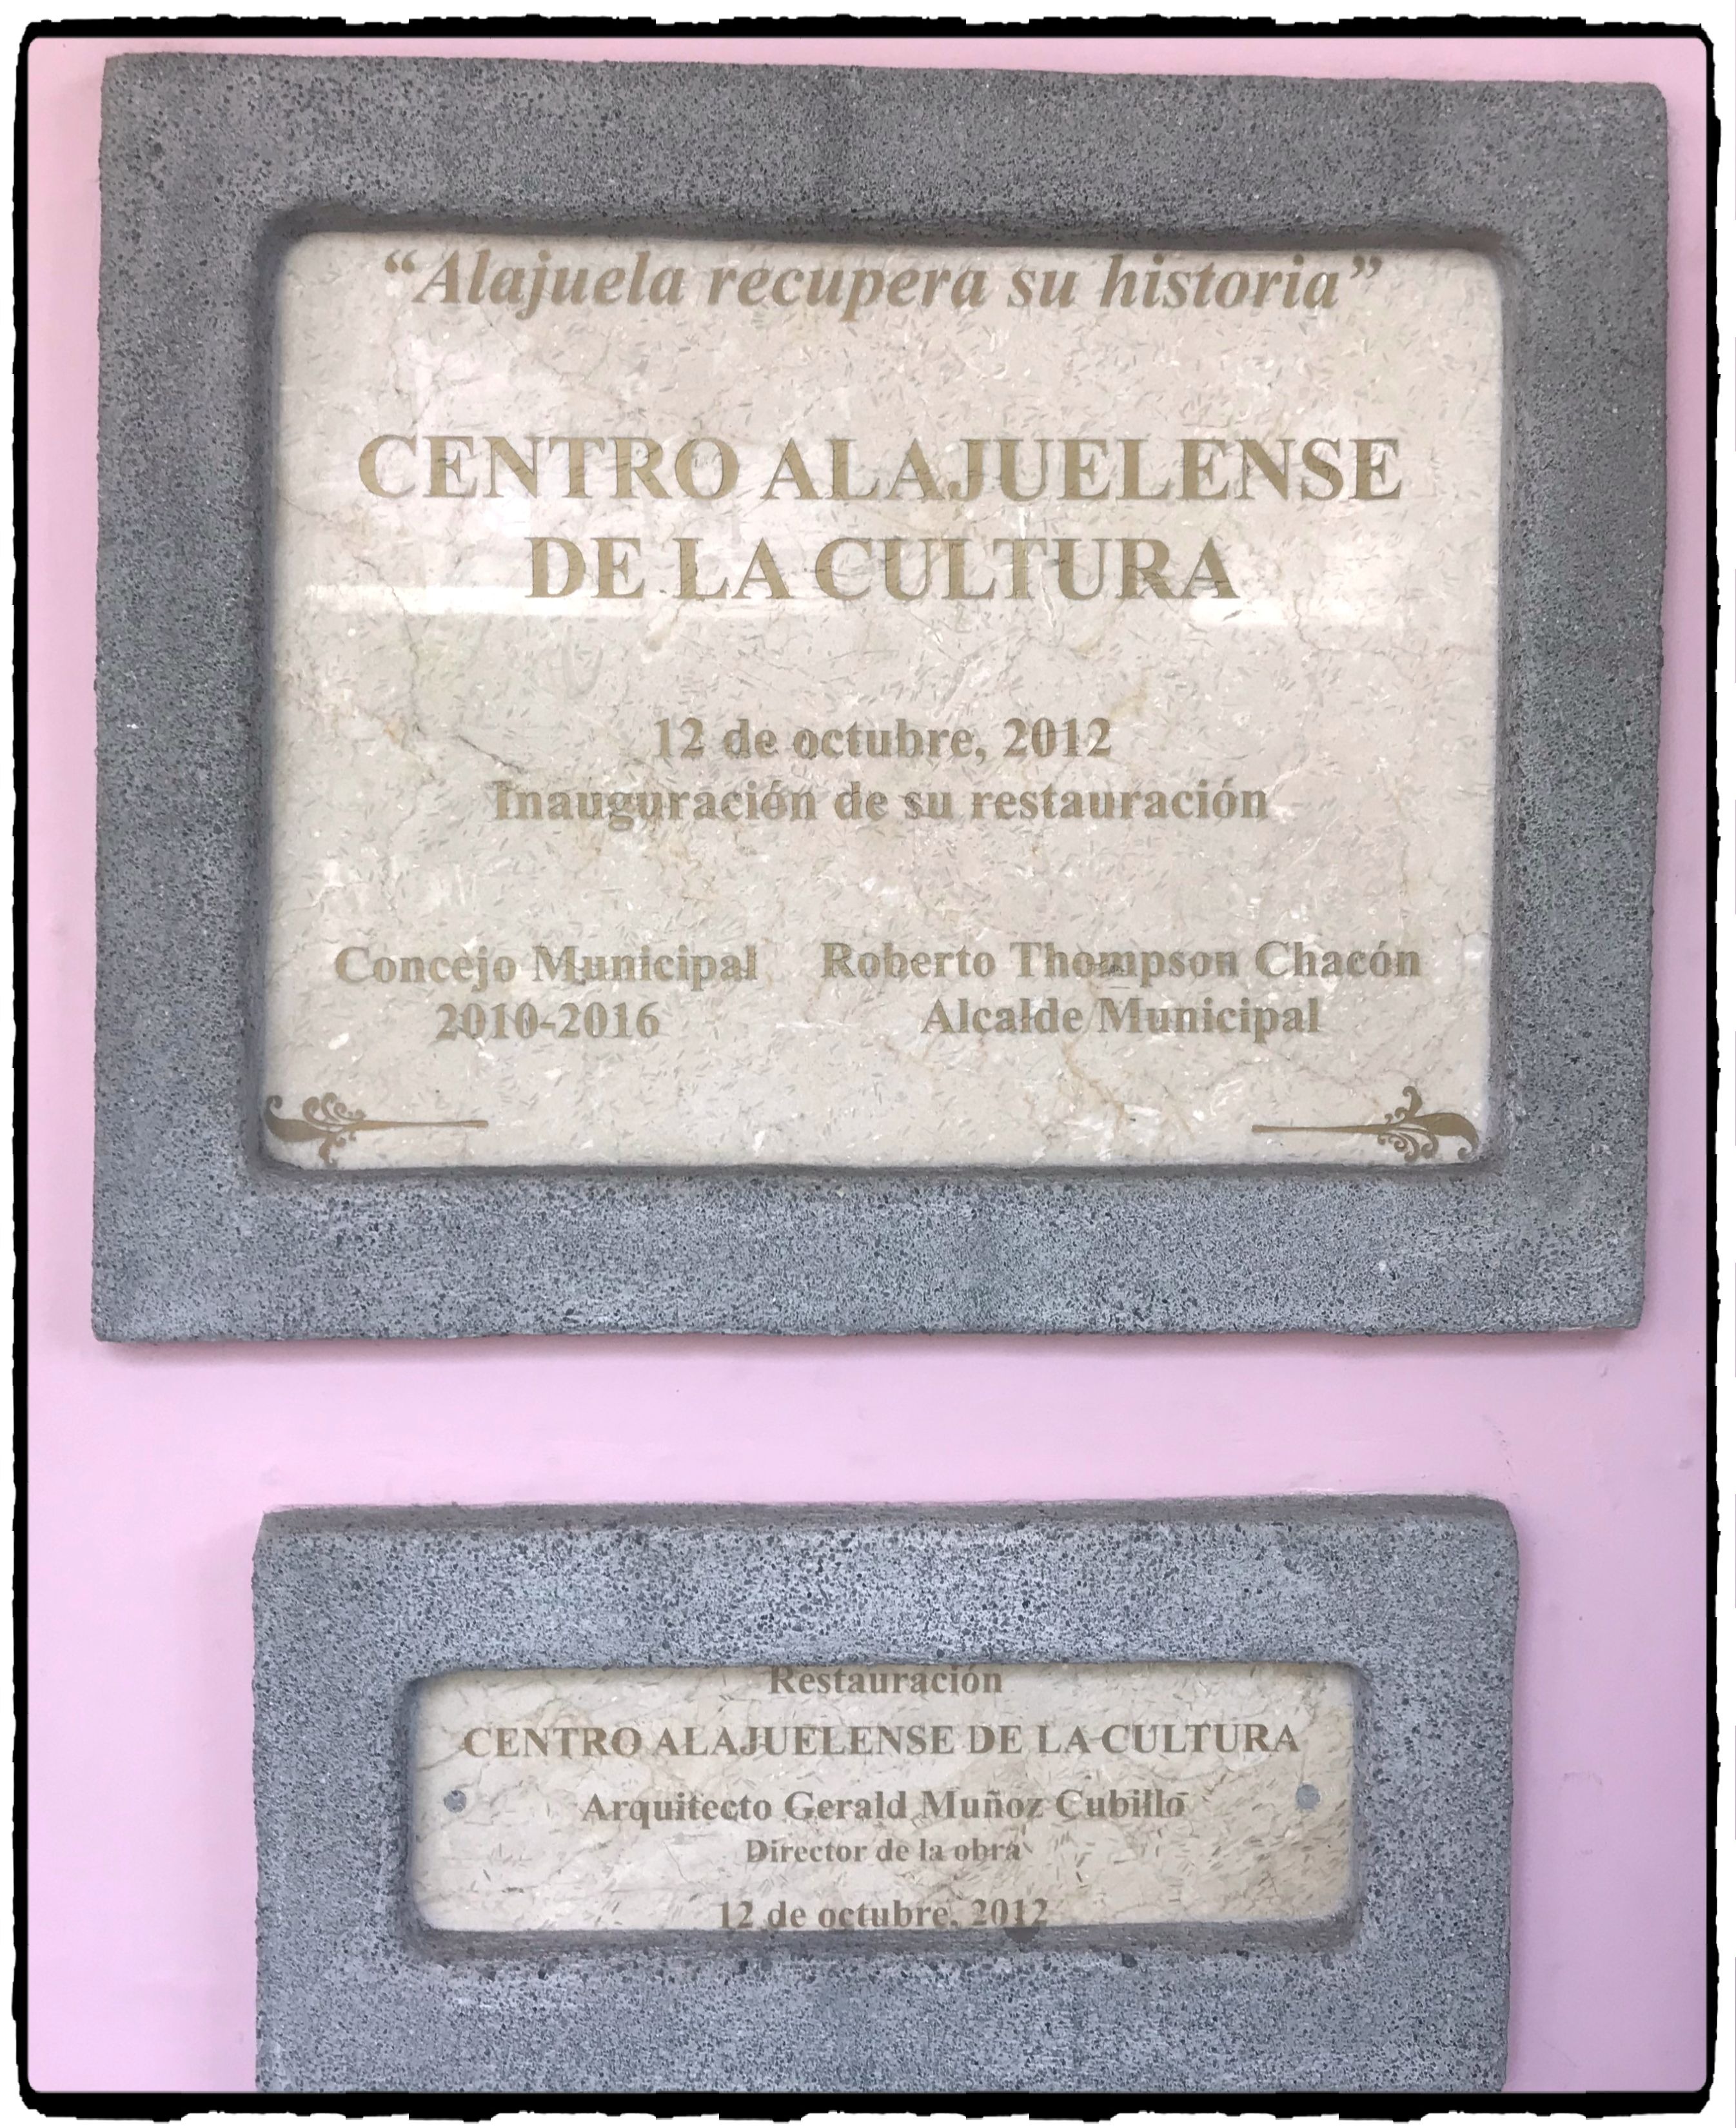 “Alajuela recupera su historia”
CENTRO ALAJUELENSE
DE LA CULTURA
12 de octubre, 2012
Inauguración de su restauración
Concejo Municipal
2010-2016
Roberto Thompson Chacón
Alcalde Municipal
Restauración
CENTRO ALAJUELENSE DE LA CULTURA
Arquitecto Gerald Muñoz Cubillo
Director de la obra
12 de octubre, 2012